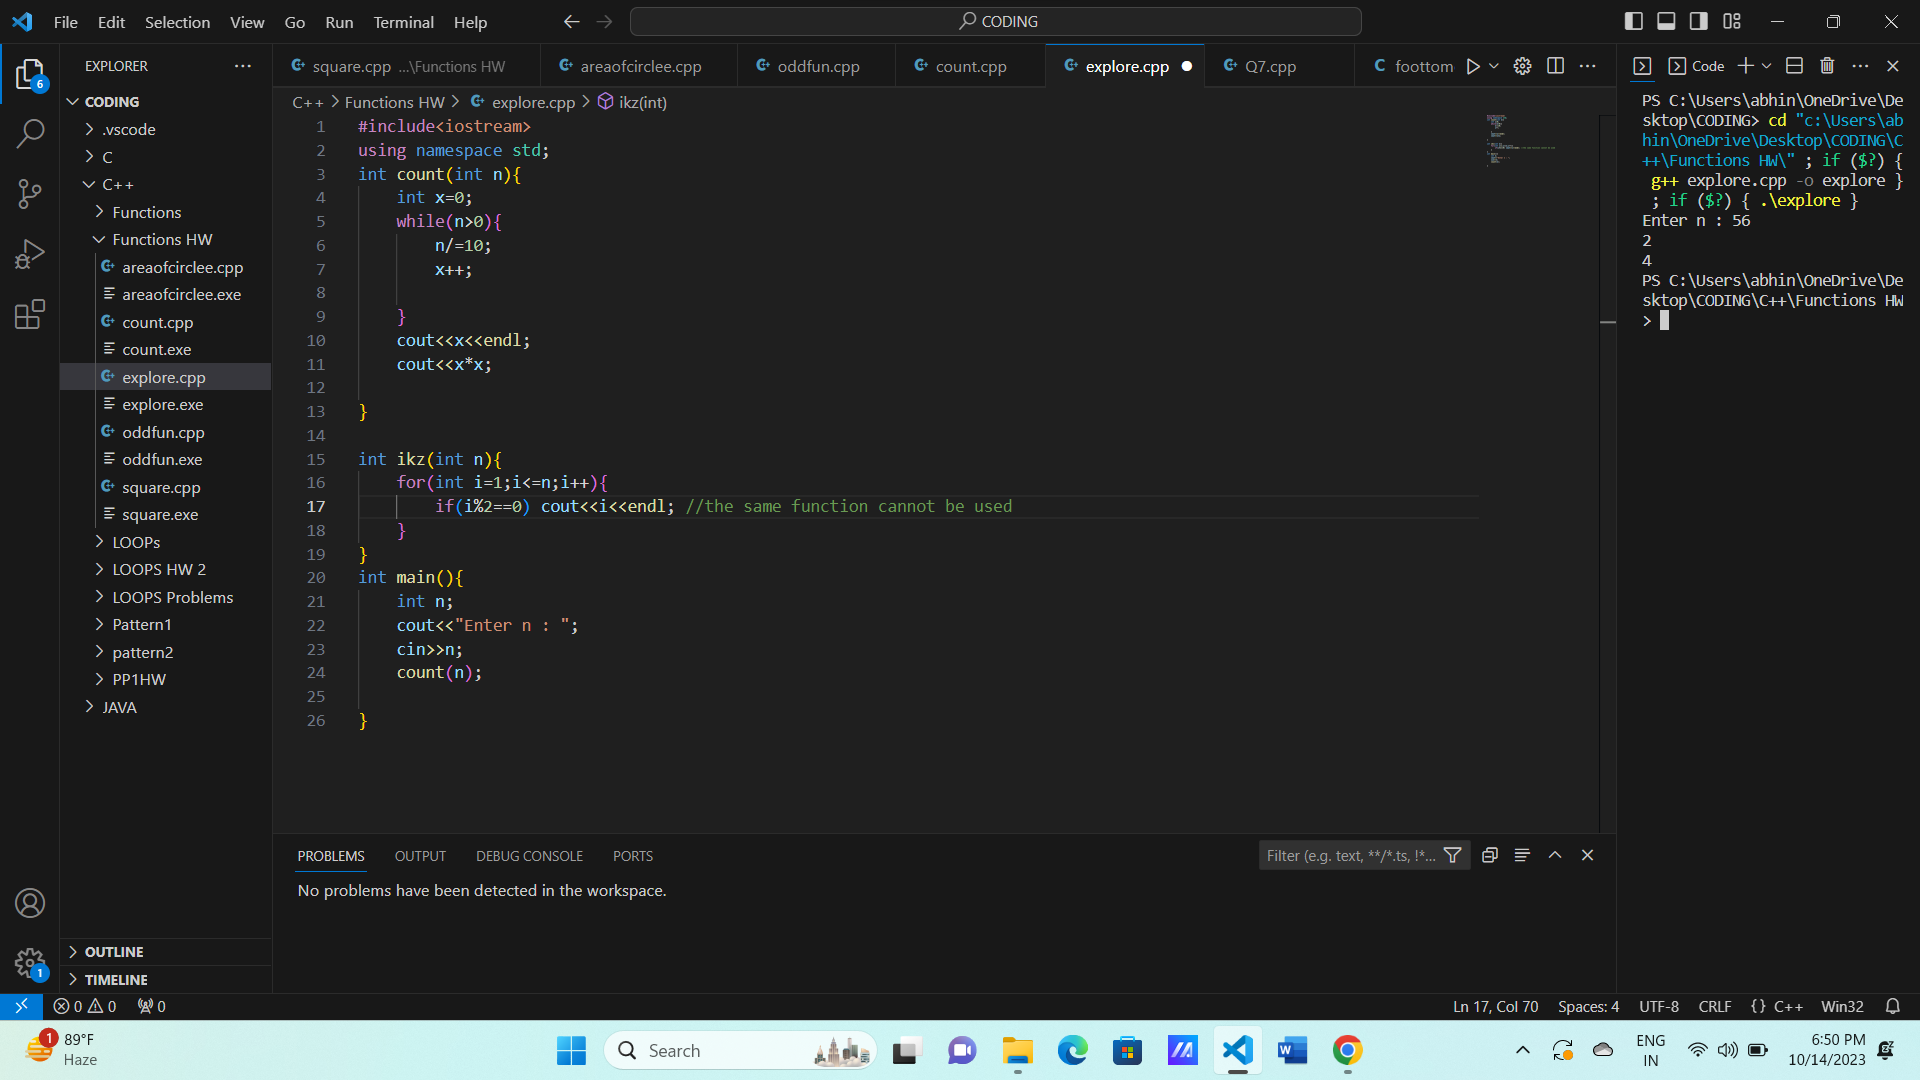 File Edit Selection View Go Run Terminal Help
CODING
EXPLORER
CODING
.vscode
C
C++
Functions
Functions HW
areaofcirclee.cpp
areaofcirclee.exe
count.cpp
count.exe
explore.cpp
explore.exe
oddfun.cpp
oddfun.exe
square.cpp
square.exe
LOOPs
LOOPS HW 2
LOOPS Problems
Pattern1
pattern2
PP1HW
JAVA
OUTLINE
TIMELINE
6
1
square.cpp ...\Functions HW areaofcirclee.cpp oddfun.cpp count.cpp explore.cpp Q7.cpp C foottom
C++ > Functions HW > explore.cpp > ikz(int)
1 #include<iostream>
2 using namespace std;
3 int count(int n){
4 int x=0;
5 while(n>0){
6 n/=10;
7 x++;
8
9 }
10 cout<<x<<endl;
11 cout<<x*x;
12
13 }
14
15 int ikz(int n){
16 for(int i=1;i<=n;i++){
17 if(i%2==0) cout<<i<<endl; //the same function cannot be used
18 }
19 }
20 int main(){
21 int n;
22 cout<<"Enter n : ";
23 cin>>n;
24 count(n);
25
26 }
PROBLEMS OUTPUT DEBUG CONSOLE PORTS
Filter (e.g. text, **/*.ts, !*...
No problems have been detected in the workspace.
Code
PS C:\Users\abhin\OneDrive\De
sktop\CODING> cd "c:\Users\ab
hin\OneDrive\Desktop\CODING\C
++\Functions HW\" ; if ($?) {
g++ explore.cpp -o explore }
; if ($?) { .\explore }
Enter n : 56
2
4
PS C:\Users\abhin\OneDrive\De
sktop\CODING\C++\Functions HW
>
0 0 0
Ln 17, Col 70 Spaces: 4 UTF-8 CRLF {} C++ Win32
1
89°F
Haze
Search
W
ENG
IN
6:50 PM
10/14/2023